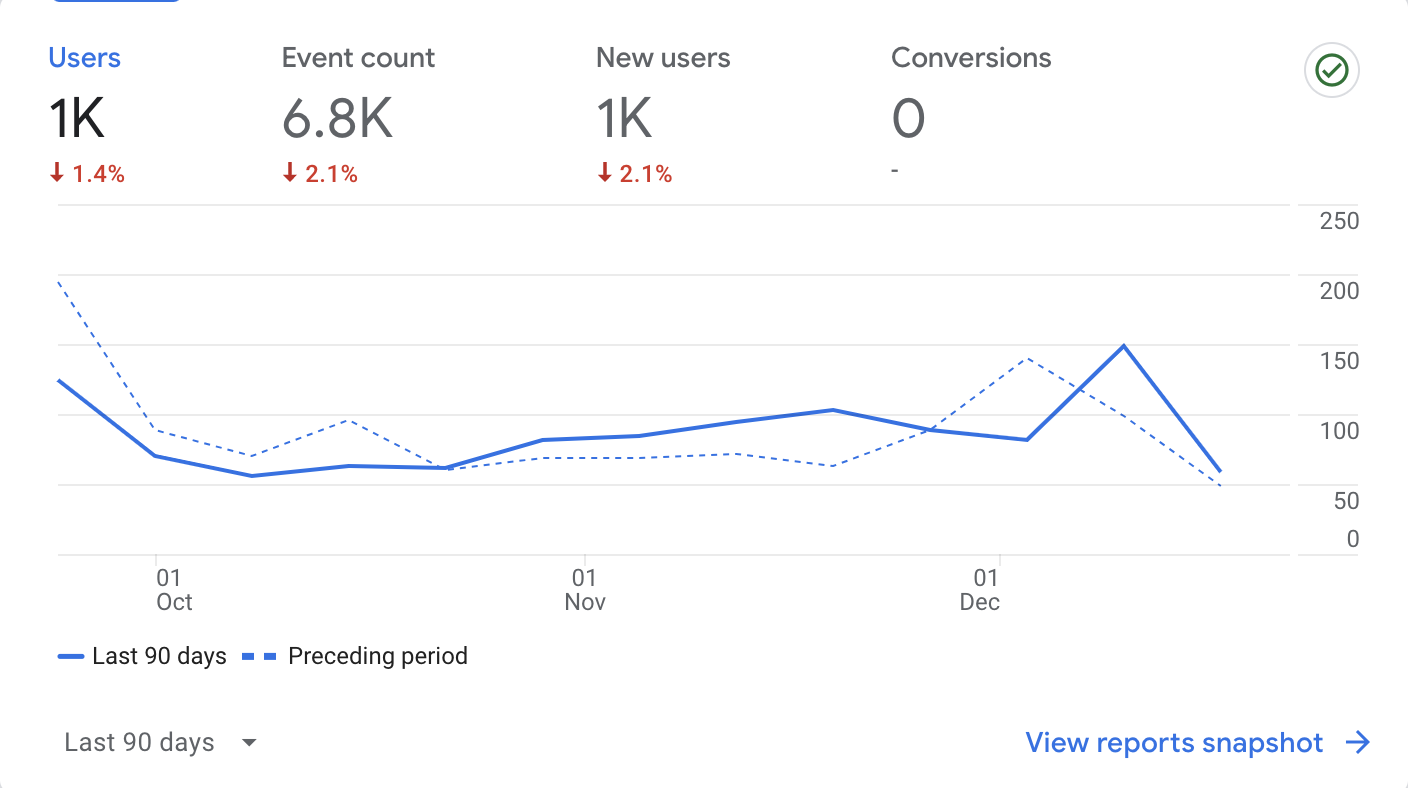 Users Event count New users Conversions
1K 6.8K 1K 0
↓ 1.4% ↓ 2.1% ↓ 2.1% -
250
200
150
100
50
0
01 01 01
Oct Nov Dec
Last 90 days Preceding period
Last 90 days View reports snapshot →